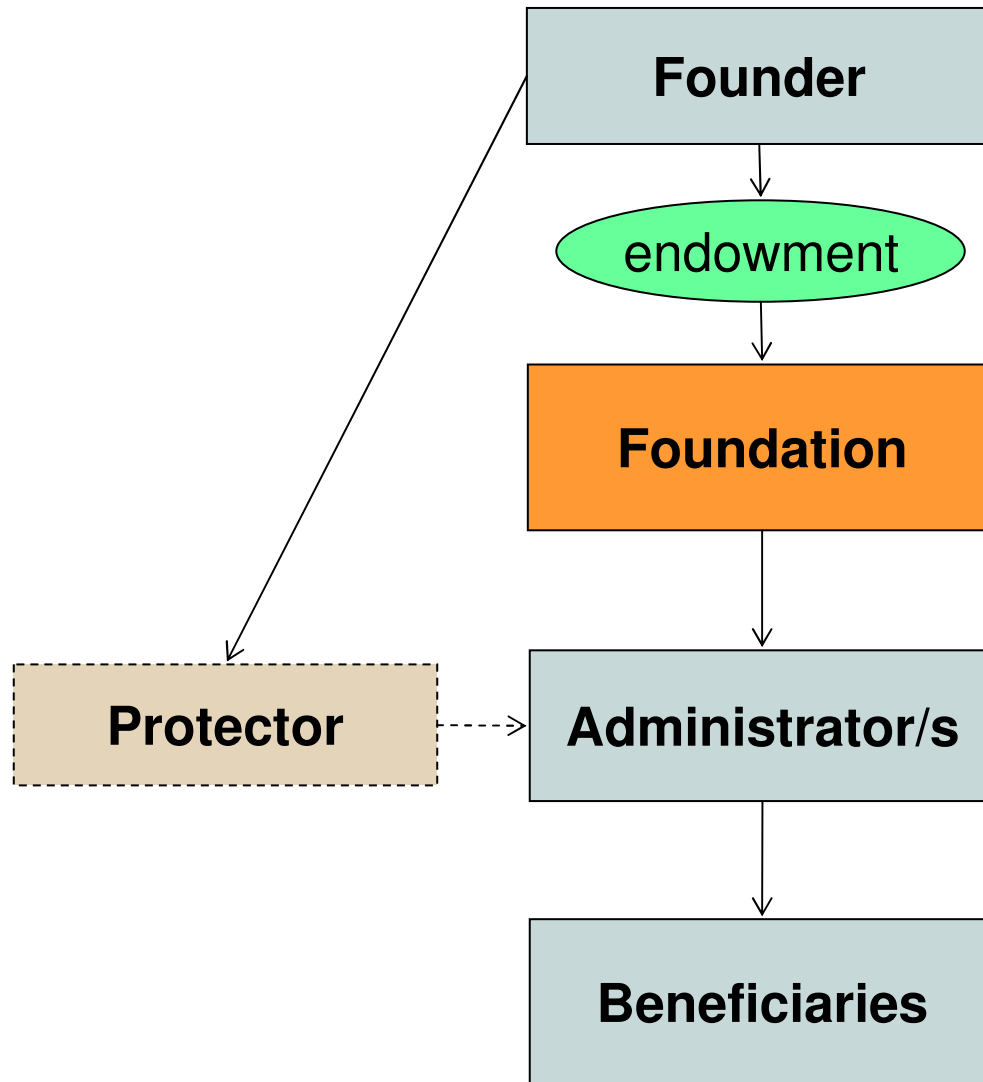 Founder
endowment
Foundation
Protector
Administrator/s
Beneficiaries